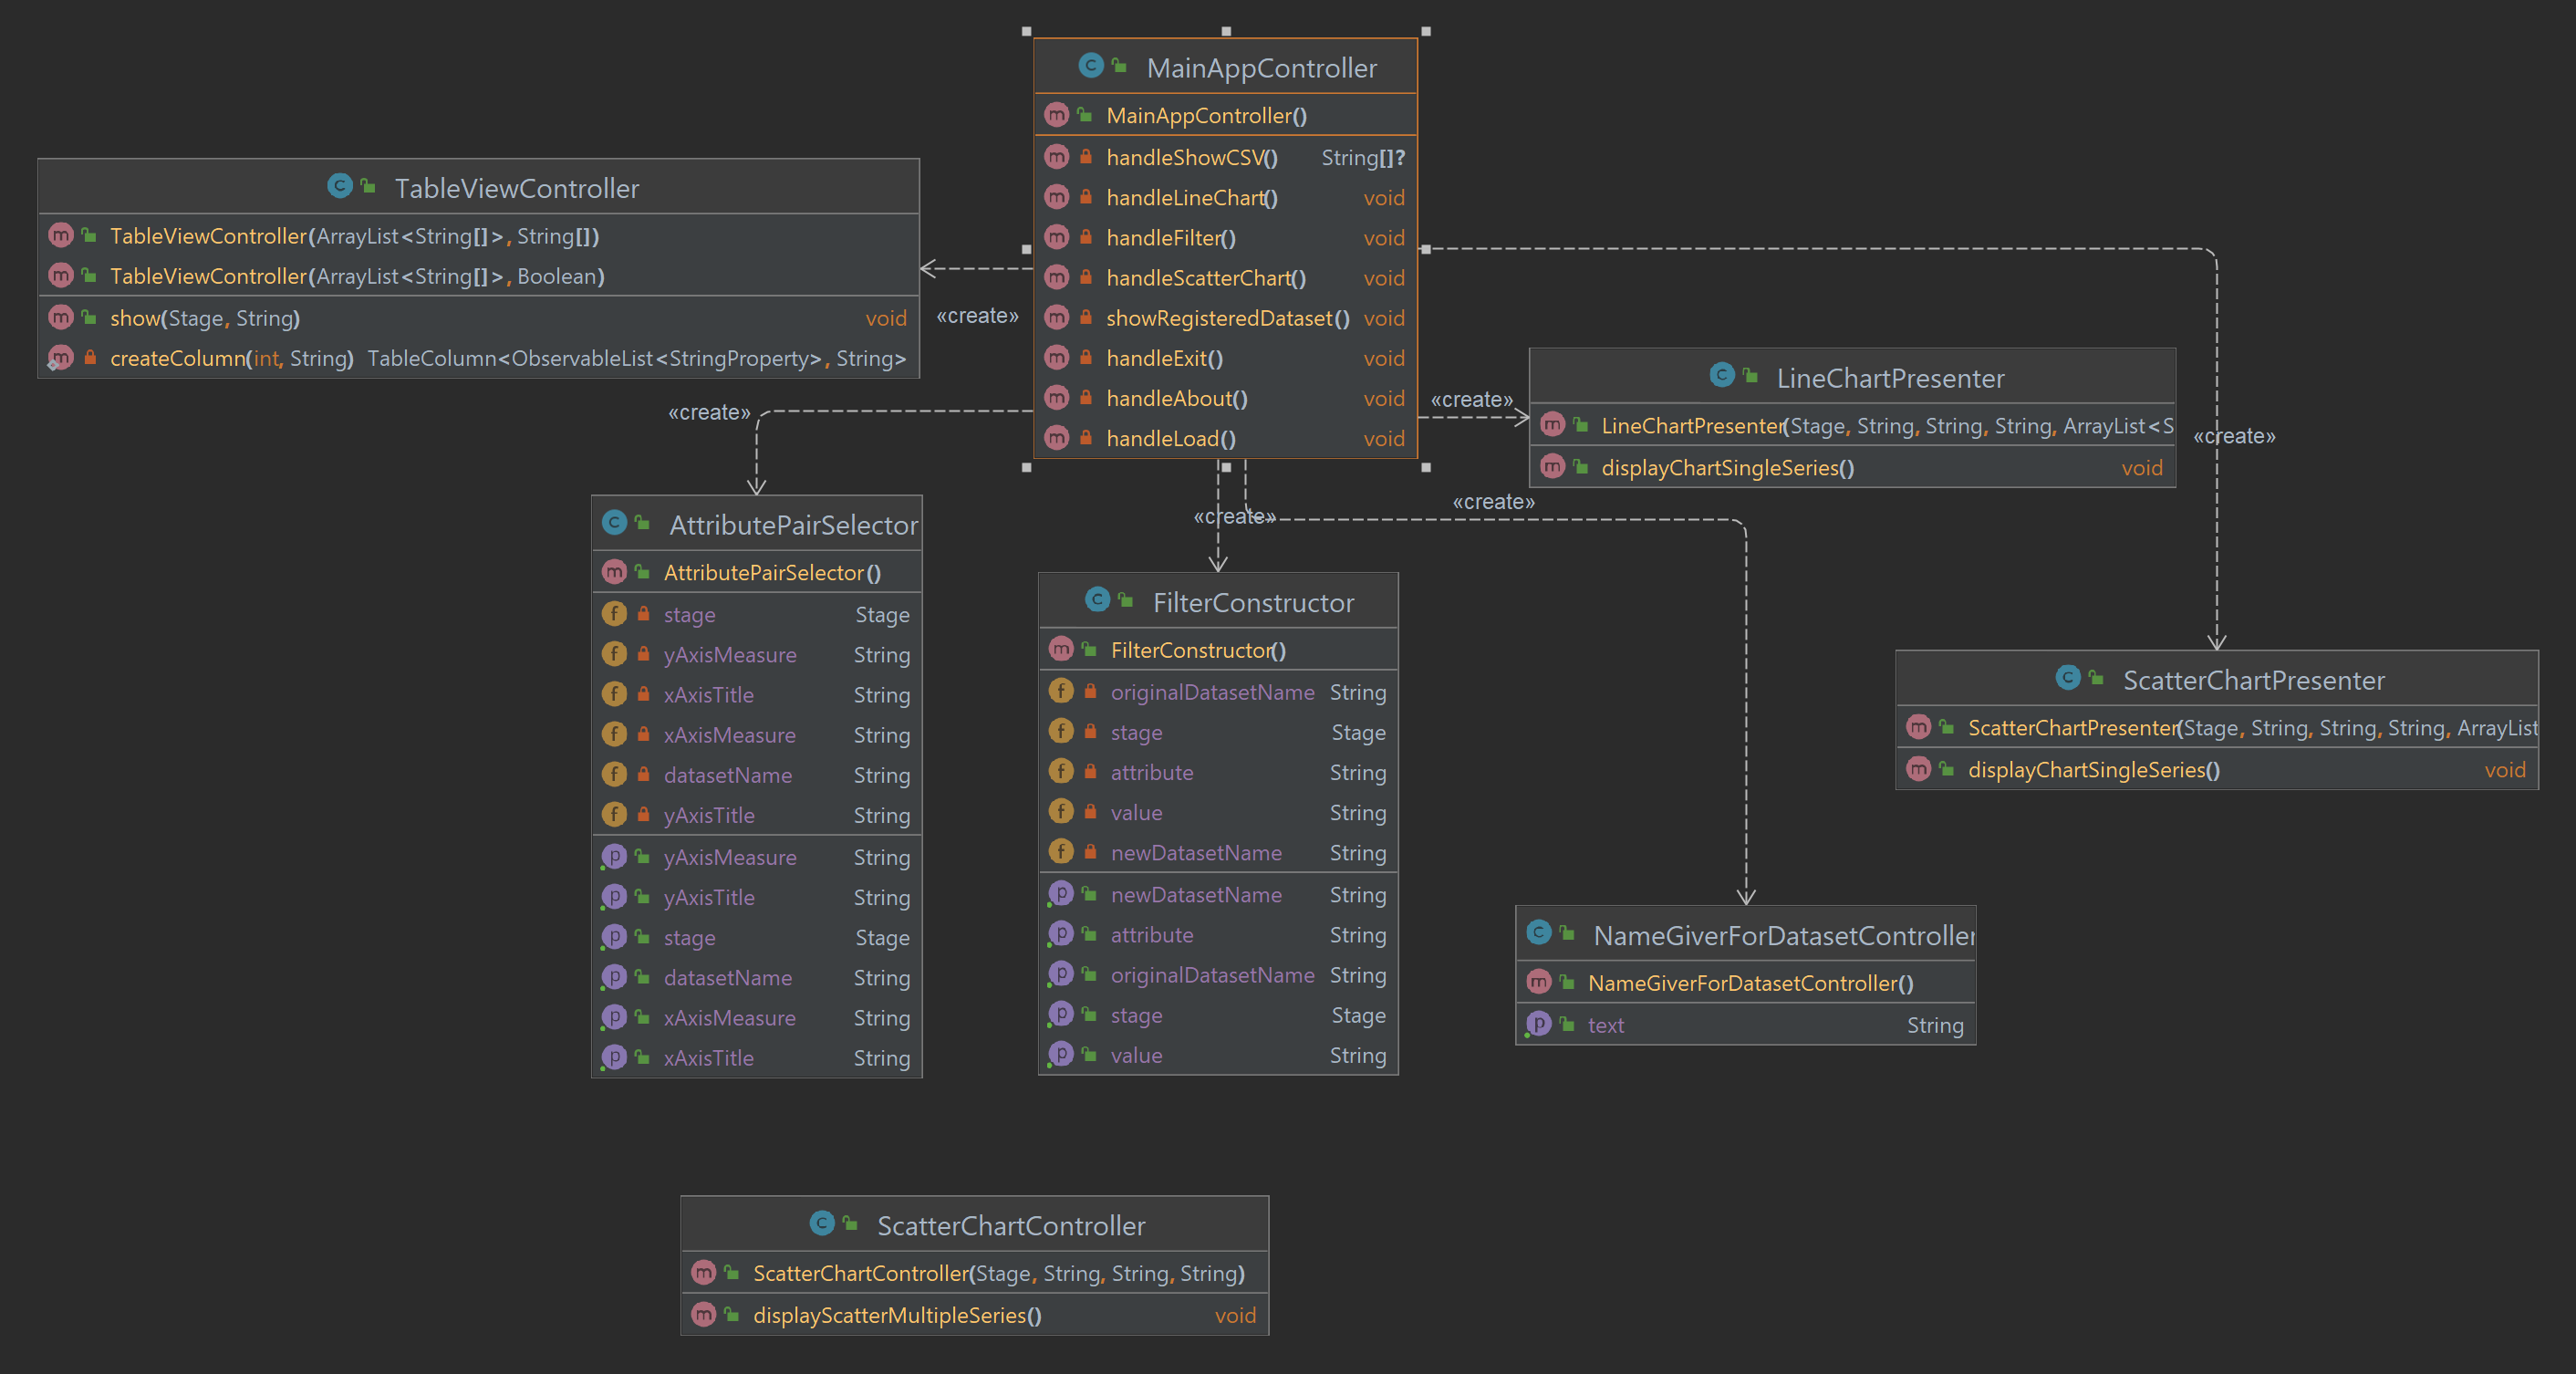 MainAppController
MainAppController()
handleShowCSV() String[]?
handleLineChart() void
handleFilter() void
handleScatterChart() void
showRegisteredDataset() void
handleExit() void
handleAbout() void
handleLoad() void
TableViewController
TableViewController(ArrayList<String[]>, String[])
TableViewController(ArrayList<String[]>, Boolean)
show(Stage, String) void
createColumn(int, String) TableColumn<ObservableList<StringProperty>, String>
«create»
«create»
«create»
«create»
«create»
«create»
LineChartPresenter
LineChartPresenter(Stage, String, String, String, ArrayList<S
displayChartSingleSeries() void
AttributePairSelector
AttributePairSelector()
stage Stage
yAxisMeasure String
xAxisTitle String
xAxisMeasure String
datasetName String
yAxisTitle String
yAxisMeasure String
yAxisTitle String
stage Stage
datasetName String
xAxisMeasure String
xAxisTitle String
FilterConstructor
FilterConstructor()
originalDatasetName String
stage Stage
attribute String
value String
newDatasetName String
newDatasetName String
attribute String
originalDatasetName String
stage Stage
value String
ScatterChartPresenter
ScatterChartPresenter(Stage, String, String, String, ArrayList
displayChartSingleSeries() void
NameGiverForDatasetController
NameGiverForDatasetController()
text String
ScatterChartController
ScatterChartController(Stage, String, String, String)
displayScatterMultipleSeries() void